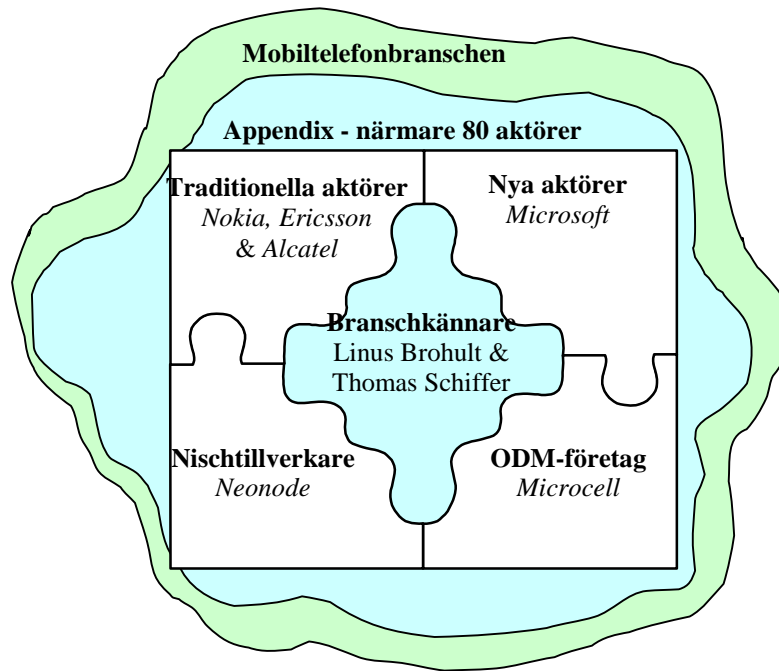 Mobiltelefonbranschen
Appendix - närmare 80 aktörer
Traditionella aktörer
Nokia, Ericsson
& Alcatel
Nya aktörer
Microsoft
Branschkännare
Linus Brohult &
Thomas Schiffer
Nischtillverkare
Neonode
ODM-företag
Microcell